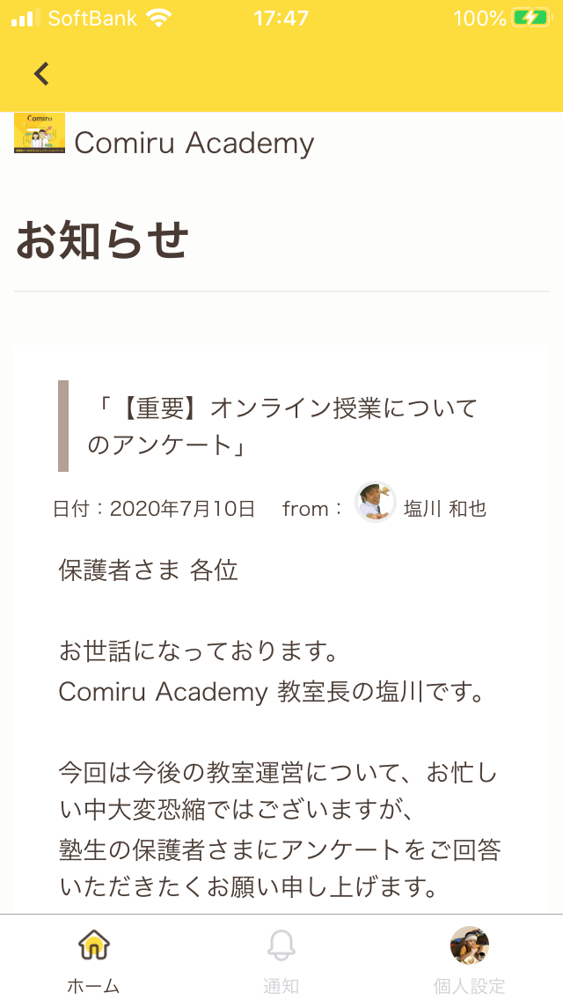 SoftBank 17:47 100%
Comiru
Comiru Academy
お知らせ
「【重要】オンライン授業について
のアンケート」
日付：2020年7月10日 from： 塩川 和也
保護者さま 各位
お世話になっております。
Comiru Academy 教室長の塩川です。
今回は今後の教室運営について、お忙し
い中大変恐縮ではございますが、
塾生の保護者さまにアンケートをご回答
いただきたくお願い申し上げます。
ホーム 通知 個人設定